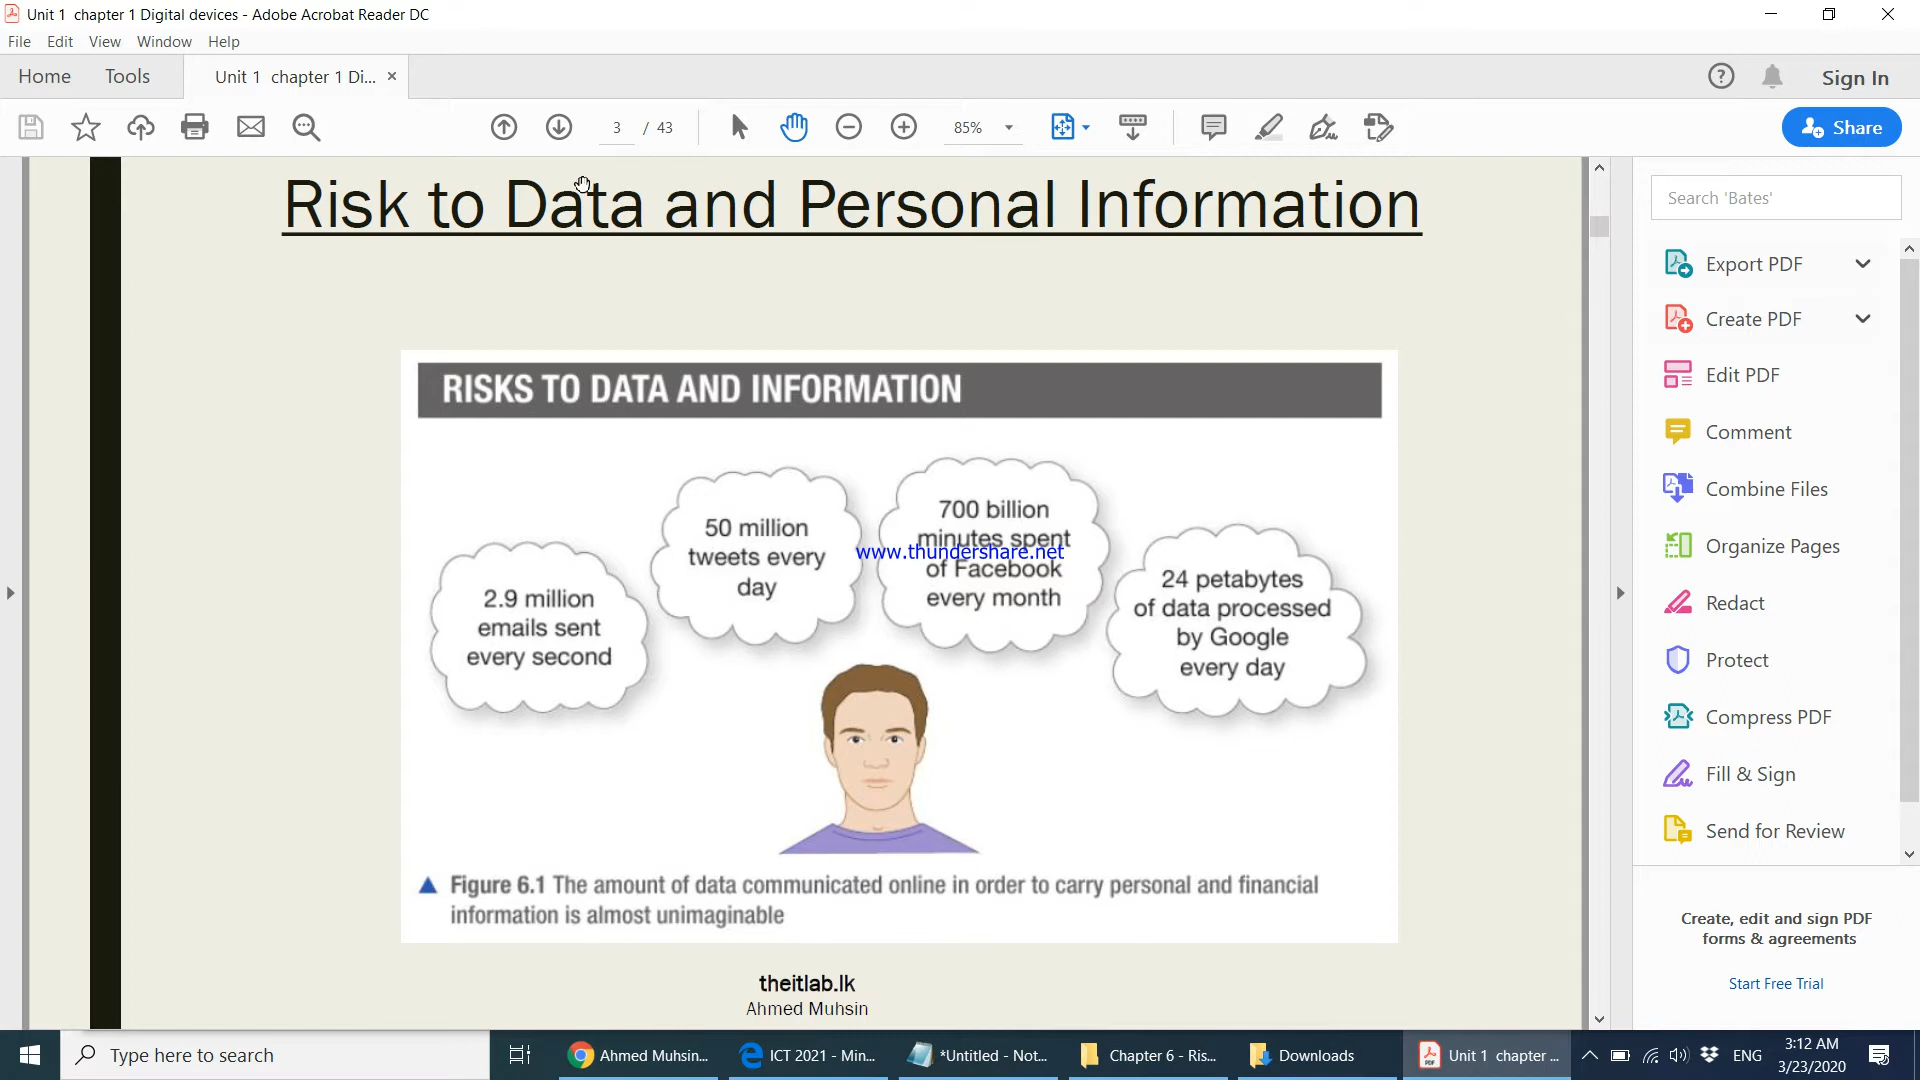 Unit 1  chapter 1 Digital devices - Adobe Acrobat Reader DC
File Edit View Window Help
Home Tools Unit 1  chapter 1 Di... × Sign In
3 / 43 85% Share
Risk to Data and Personal Information
RISKS TO DATA AND INFORMATION
2.9 million
emails sent
every second
50 million
tweets every
day
700 billion
minutes spent
of Facebook
every month
www.thundershare.net
24 petabytes
of data processed
by Google
every day
Figure 6.1 The amount of data communicated online in order to carry personal and financial
information is almost unimaginable
theitlab.lk
Ahmed Muhsin
Search 'Bates'
Export PDF
Create PDF
Edit PDF
Comment
Combine Files
Organize Pages
Redact
Protect
Compress PDF
Fill & Sign
Send for Review
Create, edit and sign PDF
forms & agreements
Start Free Trial
Type here to search
Ahmed Muhsin...
ICT 2021 - Min...
*Untitled - Not...
Chapter 6 - Ris...
Downloads
Unit 1  chapter ...
ENG
3:12 AM
3/23/2020